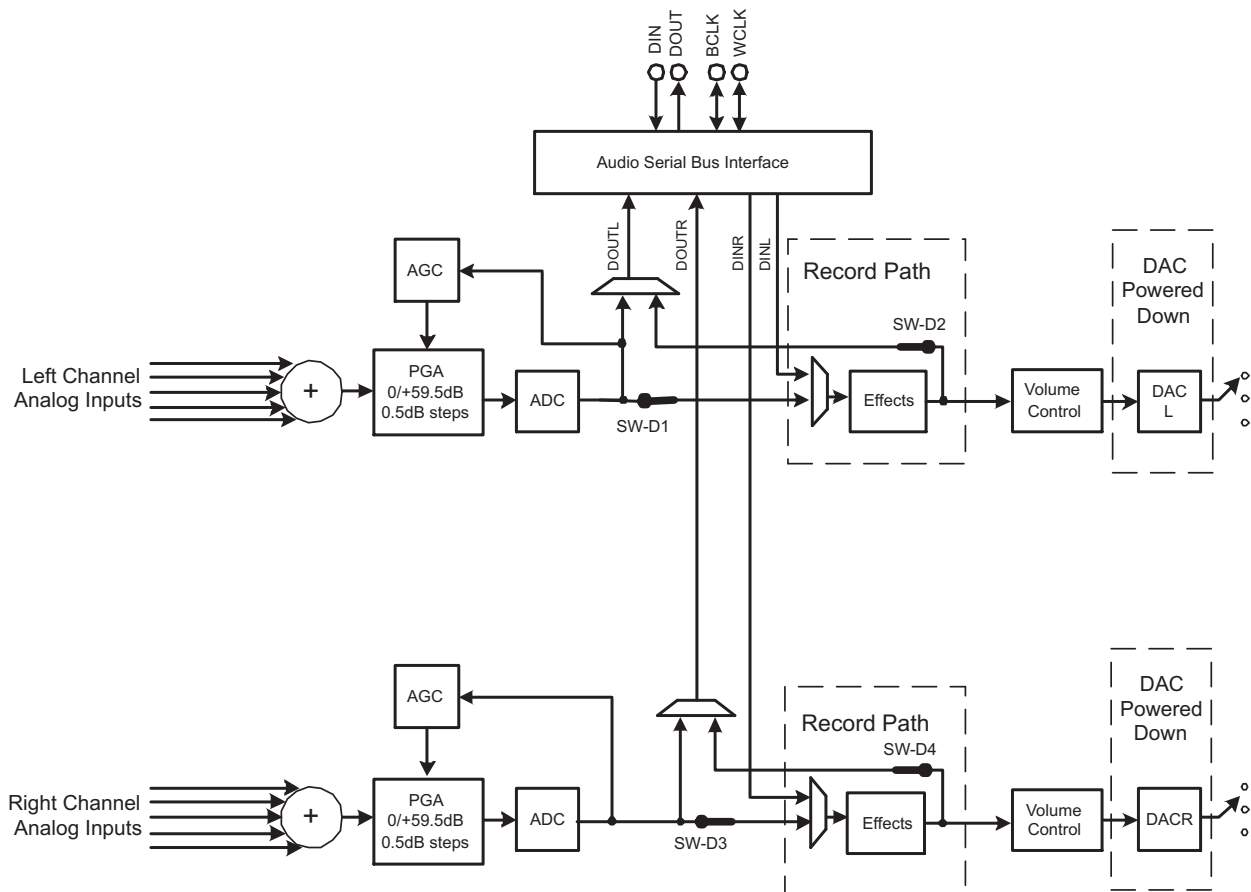 DIN
DOUT
BCLK
WCLK
Audio Serial Bus Interface
DOUTL
DOUTR
DINR
DINL
Record Path
DAC
Powered
Down
AGC
SW-D2
Left Channel
Analog Inputs
+
PGA
0/+59.5dB
0.5dB steps
ADC
SW-D1
Effects
Volume
Control
DAC
L
Record Path
DAC
Powered
Down
AGC
SW-D4
Right Channel
Analog Inputs
+
PGA
0/+59.5dB
0.5dB steps
ADC
SW-D3
Effects
Volume
Control
DACR